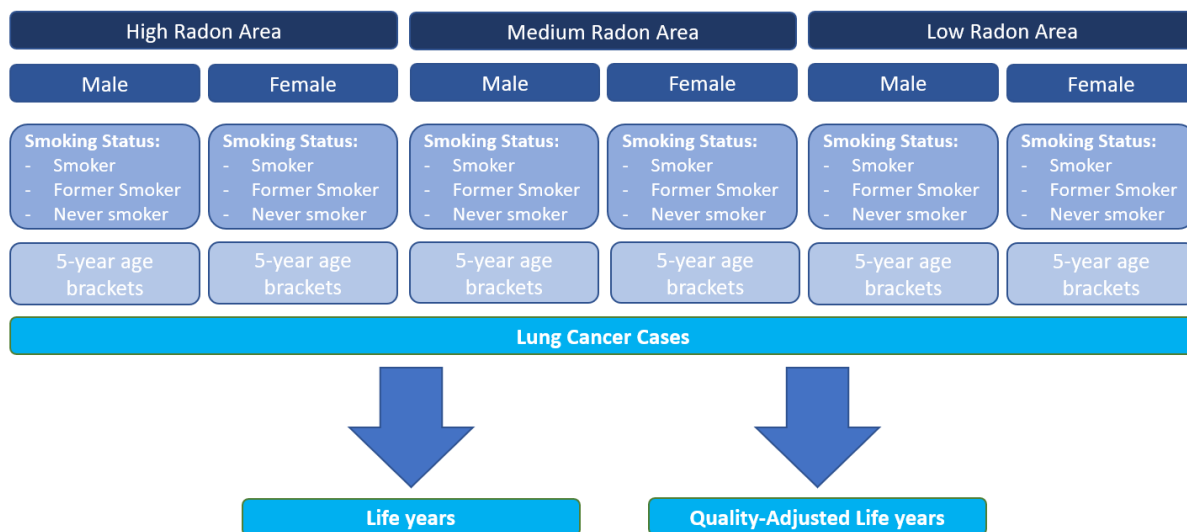 High Radon Area
Medium Radon Area
Low Radon Area
Male
Female
Male
Female
Male
Female
Smoking Status:
- Smoker
- Former Smoker
- Never smoker
Smoking Status:
- Smoker
- Former Smoker
- Never smoker
Smoking Status:
- Smoker
- Former Smoker
- Never smoker
Smoking Status:
- Smoker
- Former Smoker
- Never smoker
Smoking Status:
- Smoker
- Former Smoker
- Never smoker
Smoking Status:
- Smoker
- Former Smoker
- Never smoker
5-year age
brackets
5-year age
brackets
5-year age
brackets
5-year age
brackets
5-year age
brackets
5-year age
brackets
Lung Cancer Cases
Life years
Quality-Adjusted Life years